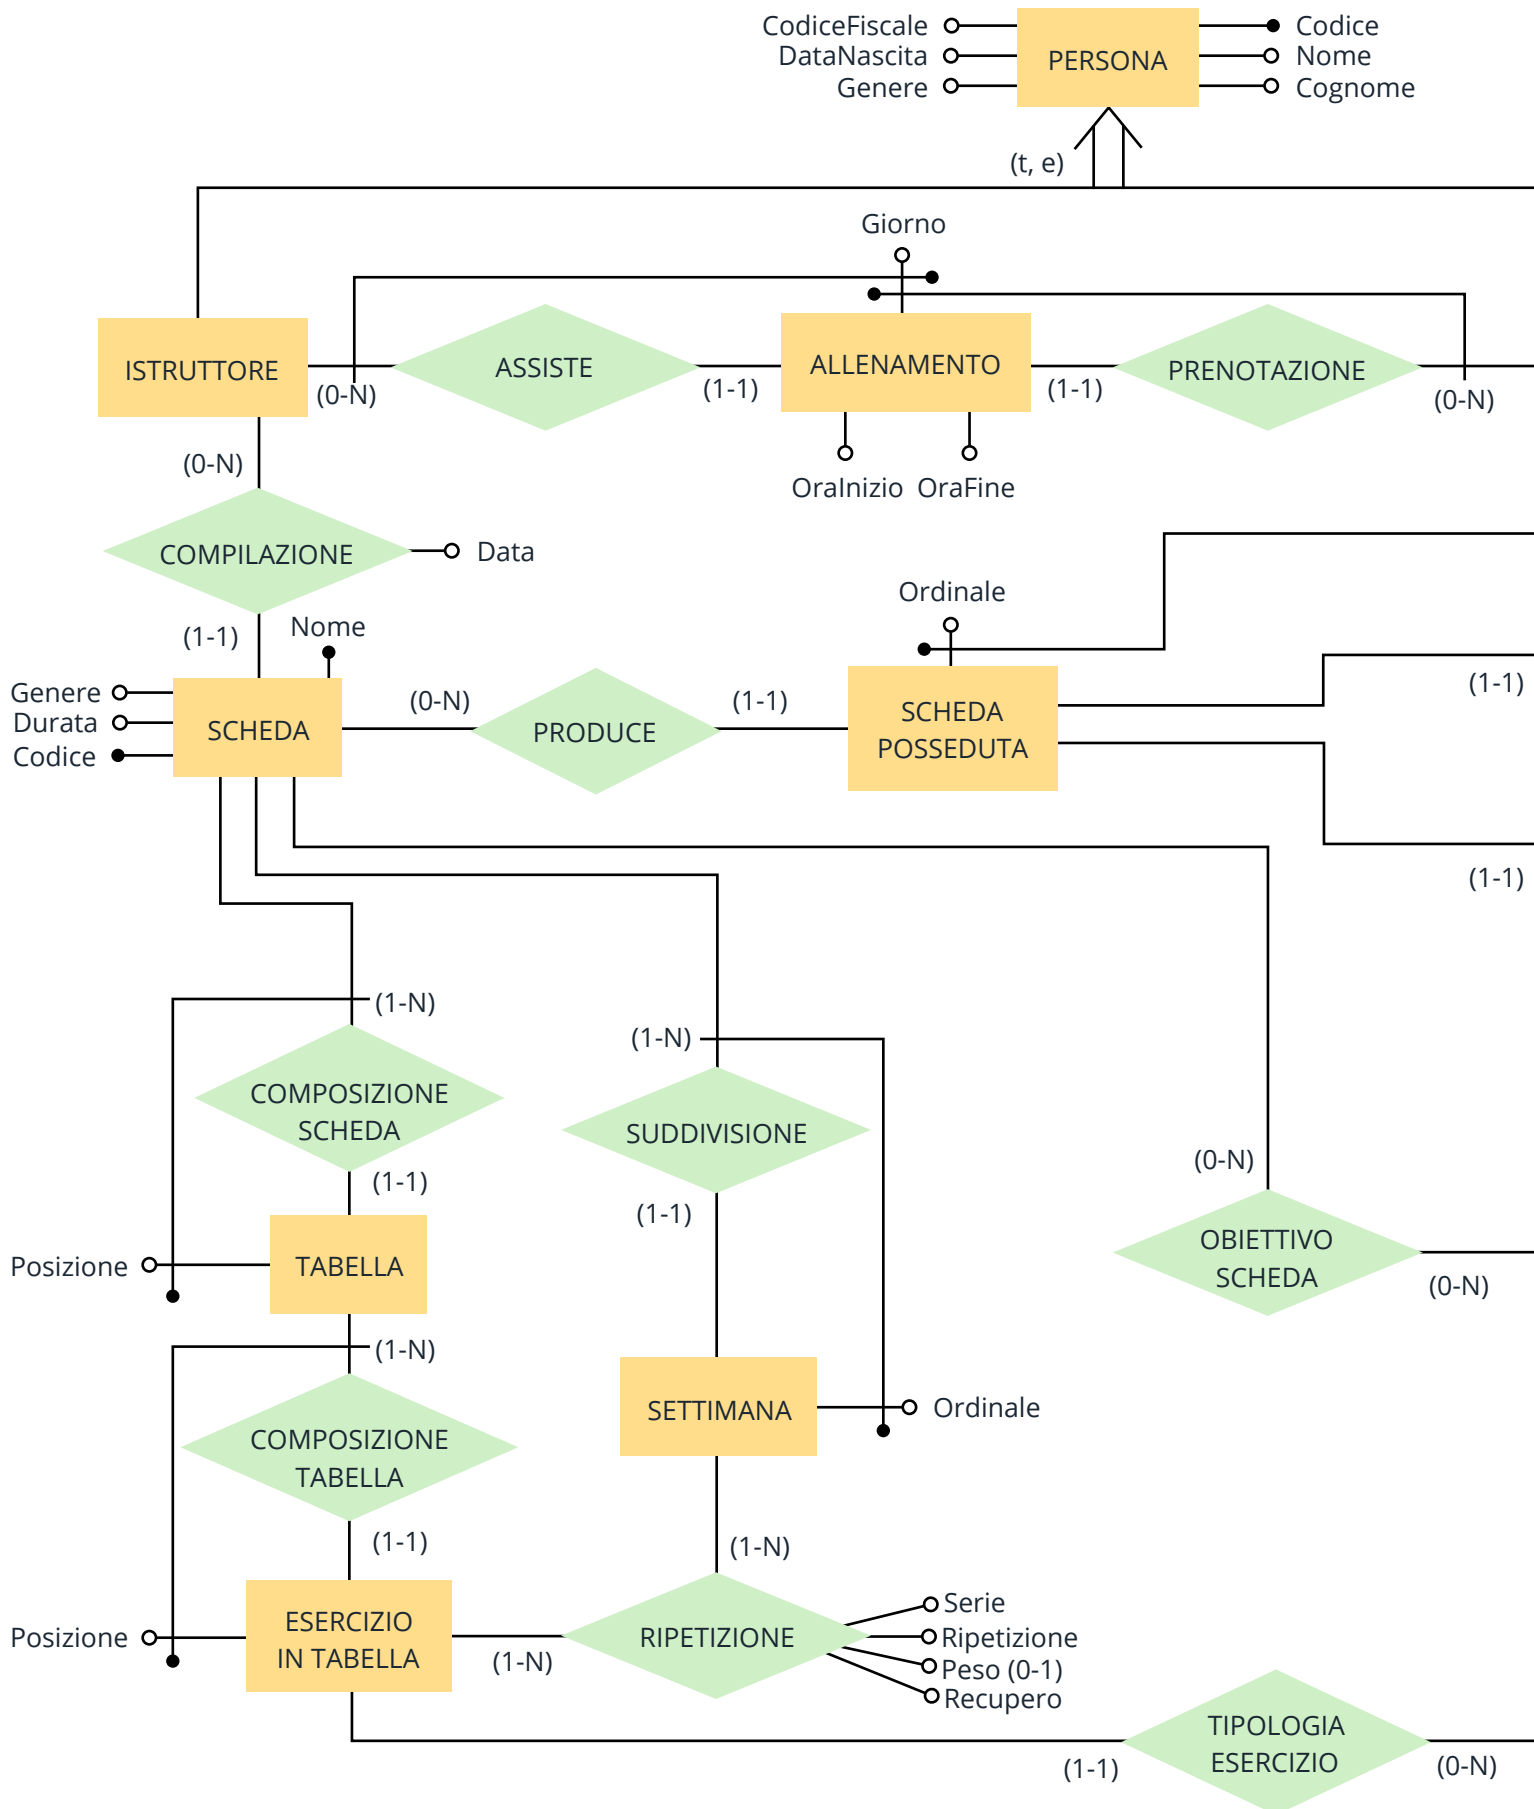 CodiceFiscale
DataNascita
Genere
PERSONA
Codice
Nome
Cognome
(t, e)
Giorno
ISTRUTTORE
(0-N)
ASSISTE
(1-1)
ALLENAMENTO
(1-1)
PRENOTAZIONE
(0-N)
OraInizio
OraFine
(0-N)
COMPILAZIONE
Data
(1-1)
Nome
Ordinale
Genere
Durata
Codice
SCHEDA
(0-N)
PRODUCE
(1-1)
SCHEDA
POSSEDUTA
(1-1)
(1-1)
(1-N)
COMPOSIZIONE
SCHEDA
(1-1)
(1-N)
SUDDIVISIONE
(1-1)
(0-N)
OBIETTIVO
SCHEDA
(0-N)
Posizione
TABELLA
(1-N)
COMPOSIZIONE
TABELLA
(1-1)
SETTIMANA
Ordinale
(1-N)
Posizione
ESERCIZIO
IN TABELLA
(1-N)
RIPETIZIONE
Serie
Ripetizione
Peso (0-1)
Recupero
(1-1)
TIPOLOGIA
ESERCIZIO
(0-N)